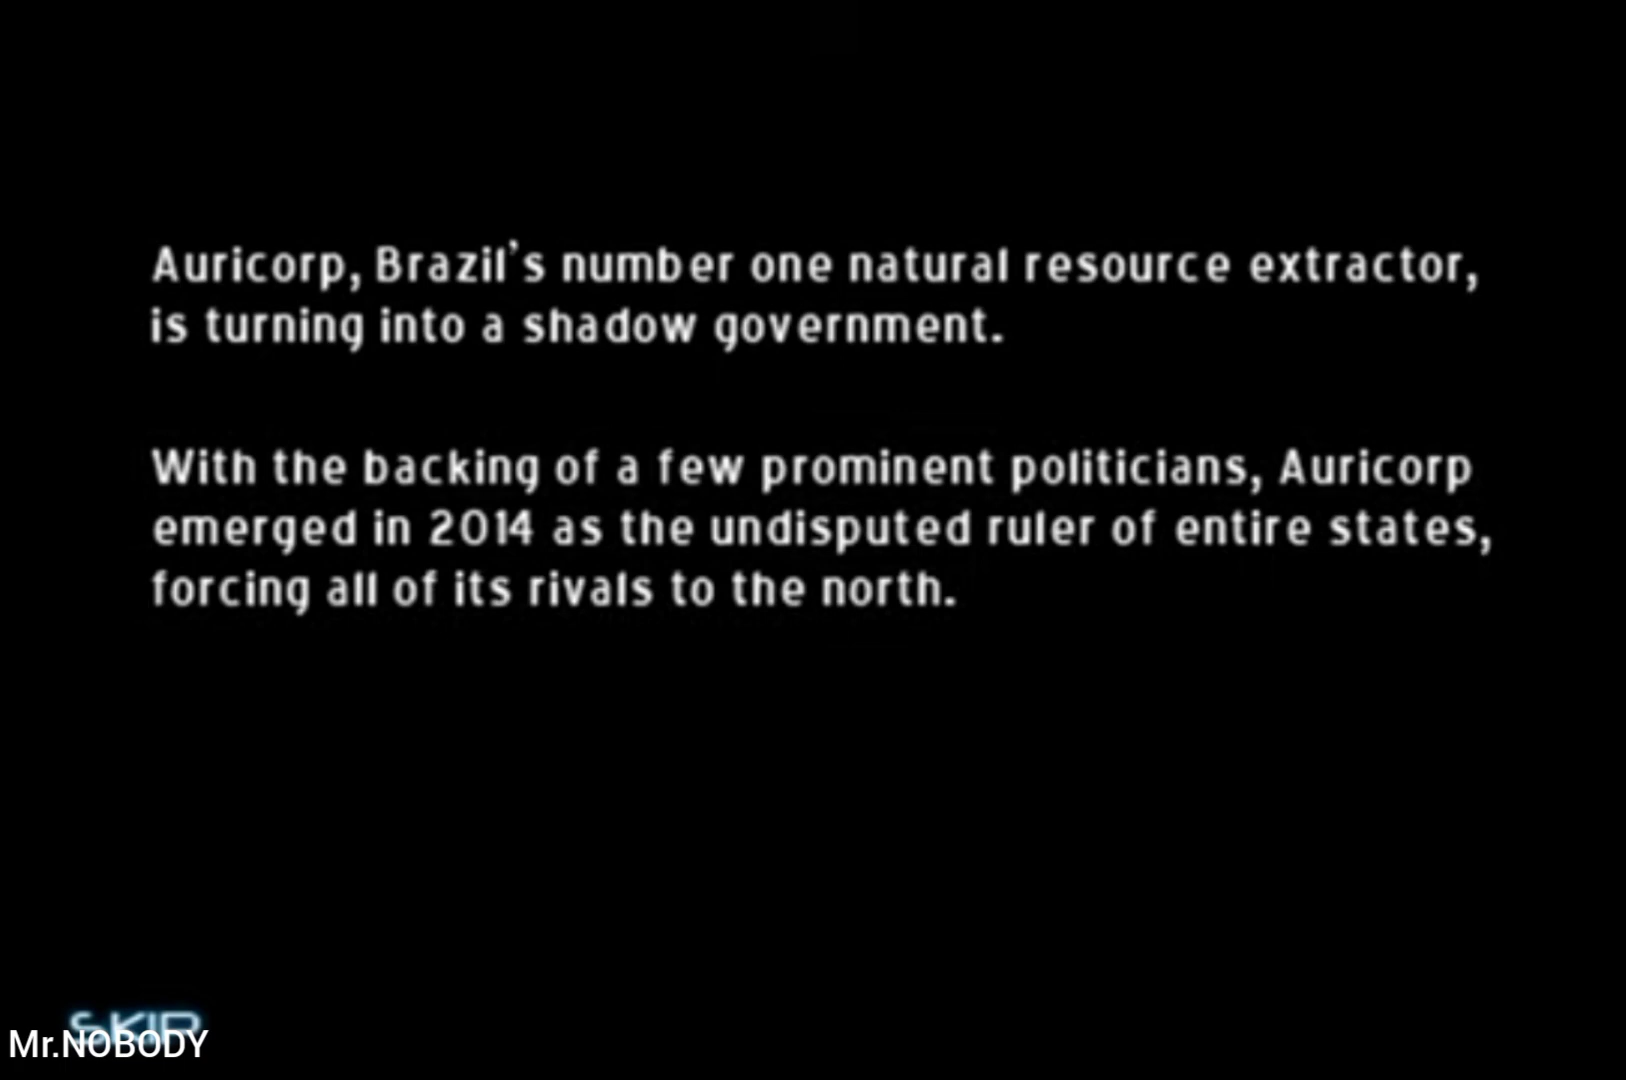 Auricorp, Brazil's number one natural resource extractor,
is turning into a shadow government.
With the backing of a few prominent politicians, Auricorp
emerged in 2014 as the undisputed ruler of entire states,
forcing all of its rivals to the north.
SKIP
Mr.NOBODY